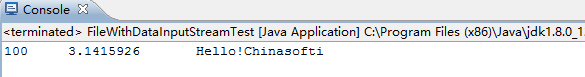 Console
<terminated> FileWithDataInputStreamTest [Java Application] C:\Program Files (x86)\Java\jdk1.8.0_1
100 3.1415926 Hello!Chinasofti